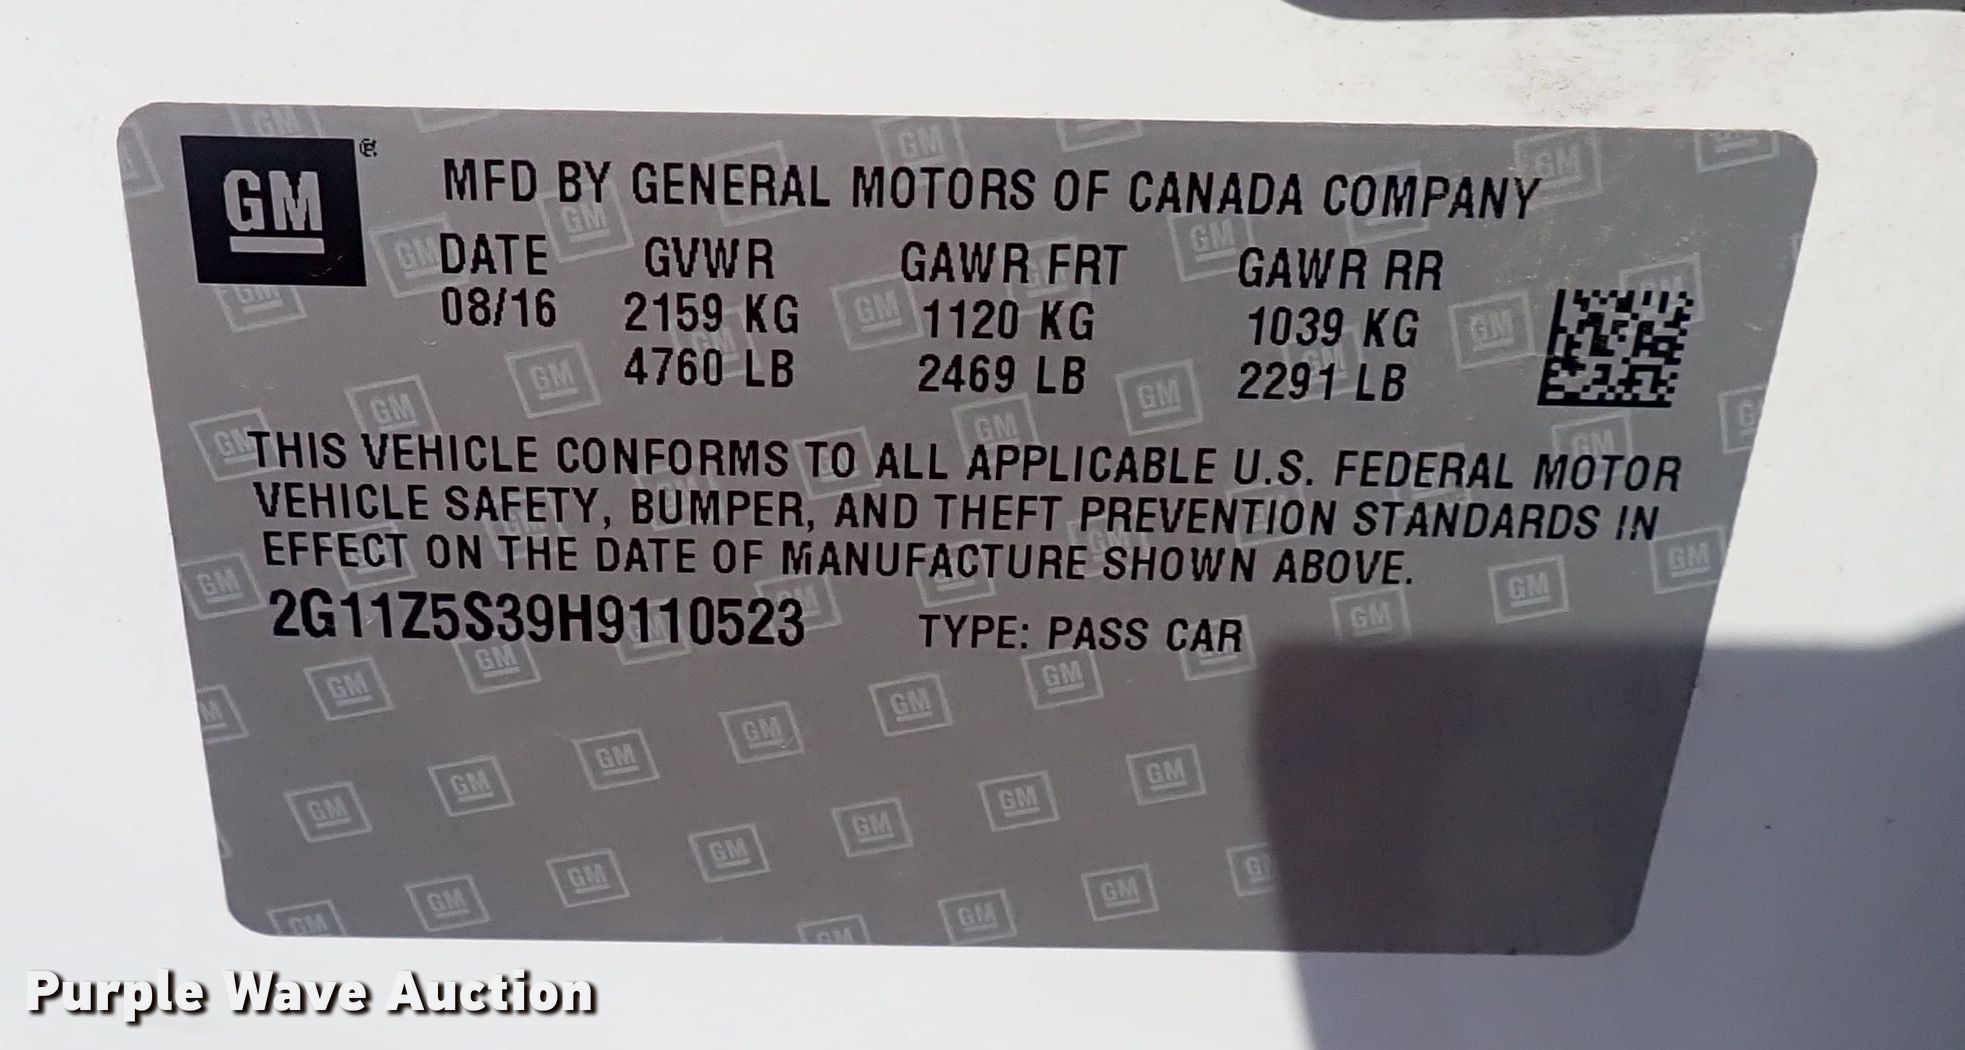 GM
MFD BY GENERAL MOTORS OF CANADA COMPANY
DATE GVWR GAWR FRT GAWR RR
08/16 2159 KG 1120 KG 1039 KG
4760 LB 2469 LB 2291 LB
THIS VEHICLE CONFORMS TO ALL APPLICABLE U.S. FEDERAL MOTOR
VEHICLE SAFETY, BUMPER, AND THEFT PREVENTION STANDARDS IN
EFFECT ON THE DATE OF MANUFACTURE SHOWN ABOVE.
2G11Z5S39H9110523 TYPE: PASS CAR
Purple Wave Auction